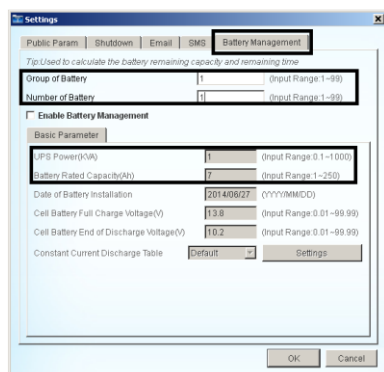 Settings
Public Param Shutdown Email SMS Battery Management
Tip:Used to calculate the battery remaining capacity and remaining time
Group of Battery 1 (Input Range:1~99)
Number of Battery 1 (Input Range:1~99)
Enable Battery Management
Basic Parameter
UPS Power(KVA) 1 (Input Range:0.1~1000)
Battery Rated Capacity(Ah) 7 (Input Range:1~250)
Date of Battery Installation 2014/06/27 (YYYY/MM/DD)
Cell Battery Full Charge Voltage(V) 13.8 (Input Range:0.01~99.99)
Cell Battery End of Discharge Voltage(V) 10.2 (Input Range:0.01~99.99)
Constant Current Discharge Table Default Settings
OK Cancel